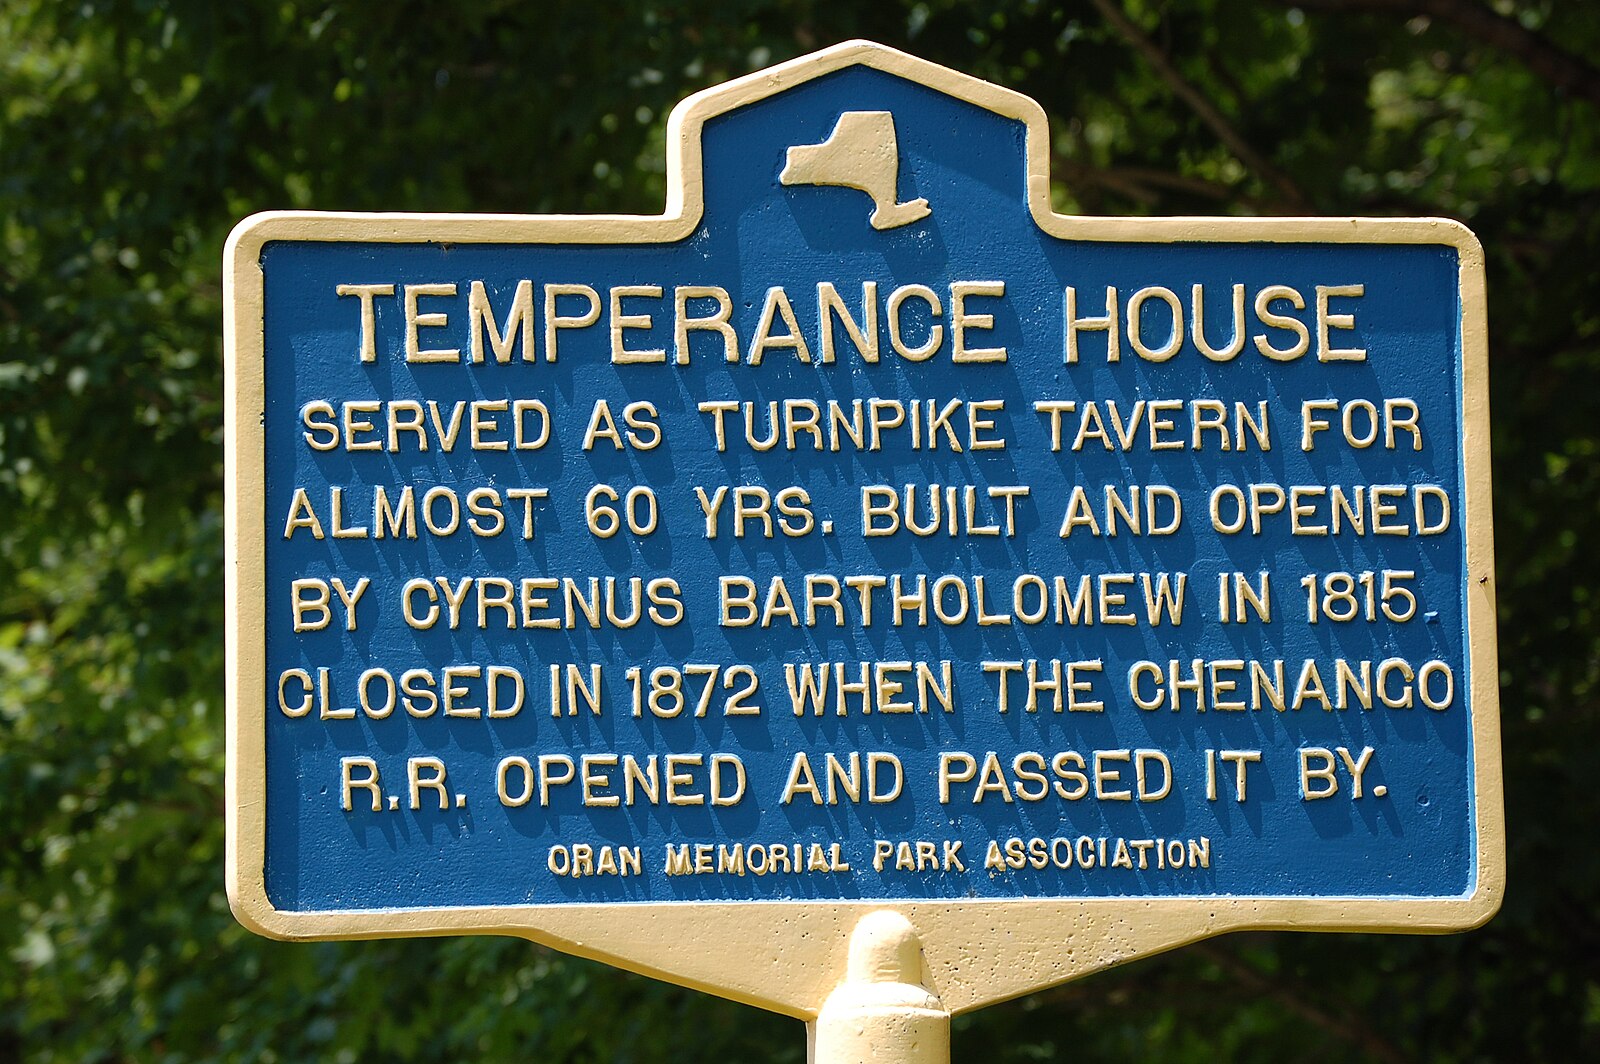 TEMPERANCE HOUSE
SERVED AS TURNPIKE TAVERN FOR
ALMOST 60 YRS. BUILT AND OPENED
BY CYRENUS BARTHOLOMEW IN 1815.
CLOSED IN 1872 WHEN THE CHENANGO
R.R. OPENED AND PASSED IT BY.
ORAN MEMORIAL PARK ASSOCIATION